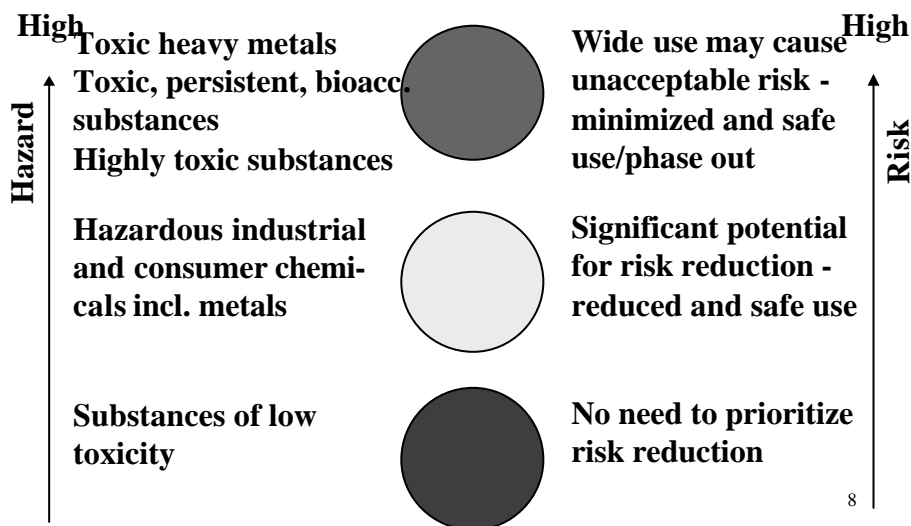 High
Hazard
Toxic heavy metals
Toxic, persistent, bioacc.
substances
Highly toxic substances
Wide use may cause
unacceptable risk -
minimized and safe
use/phase out
High
Risk
Hazardous industrial
and consumer chemi-
cals incl. metals
Significant potential
for risk reduction -
reduced and safe use
Substances of low
toxicity
No need to prioritize
risk reduction
8